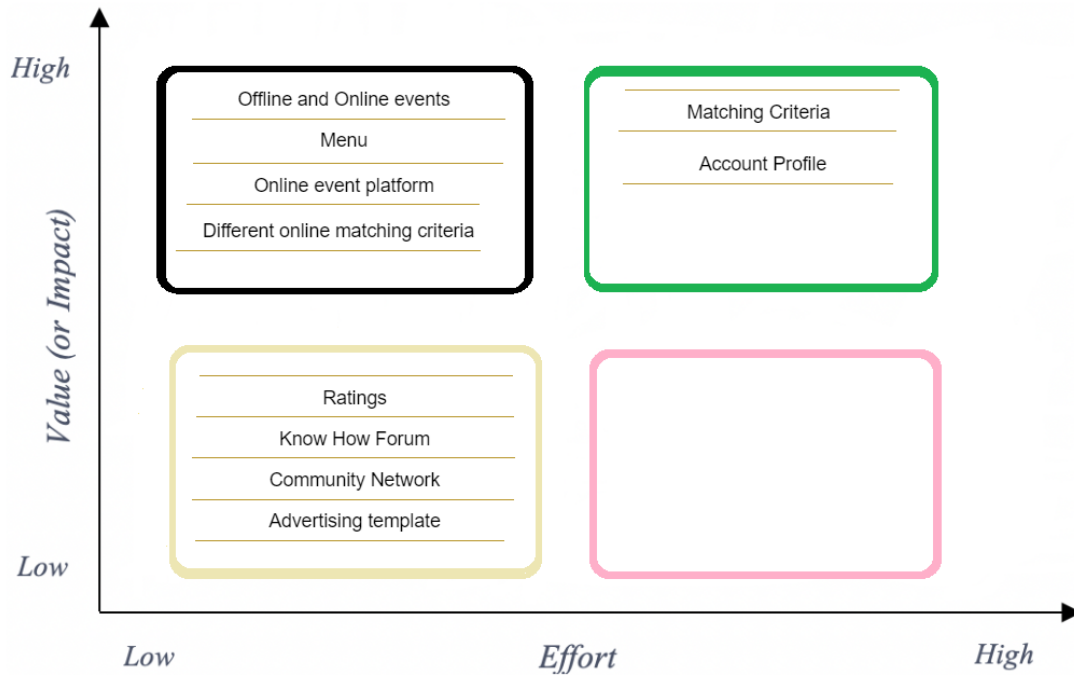 High
Offline and Online events
Menu
Online event platform
Different online matching criteria
Matching Criteria
Account Profile
Value (or Impact)
Ratings
Know How Forum
Community Network
Advertising template
Low
Low
Effort
High